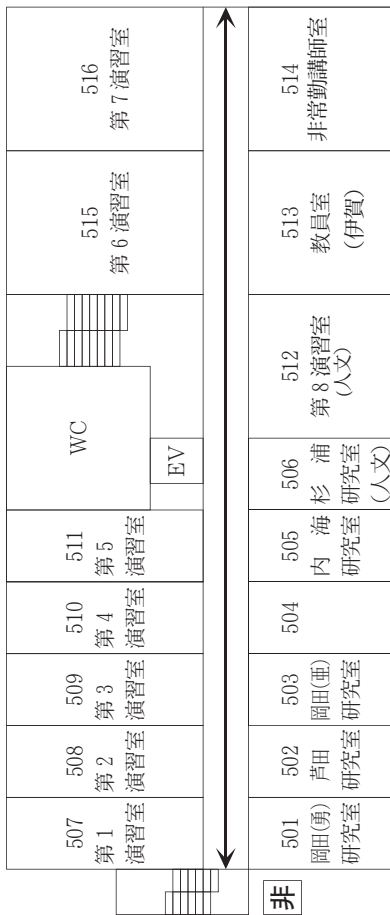 516
第７演習室
515
第６演習室
WC
EV
511
第５
演習室
510
第４
演習室
509
第３
演習室
508
第２
演習室
507
第１
演習室
514
非常勤講師室
513
教員室
(伊賀)
512
第８演習室
(人文)
506
杉　浦
研究室
(人文)
505
内　海
研究室
504
503
岡田(亜)
研究室
502
芦田
研究室
501
岡田(勇)
研究室
非